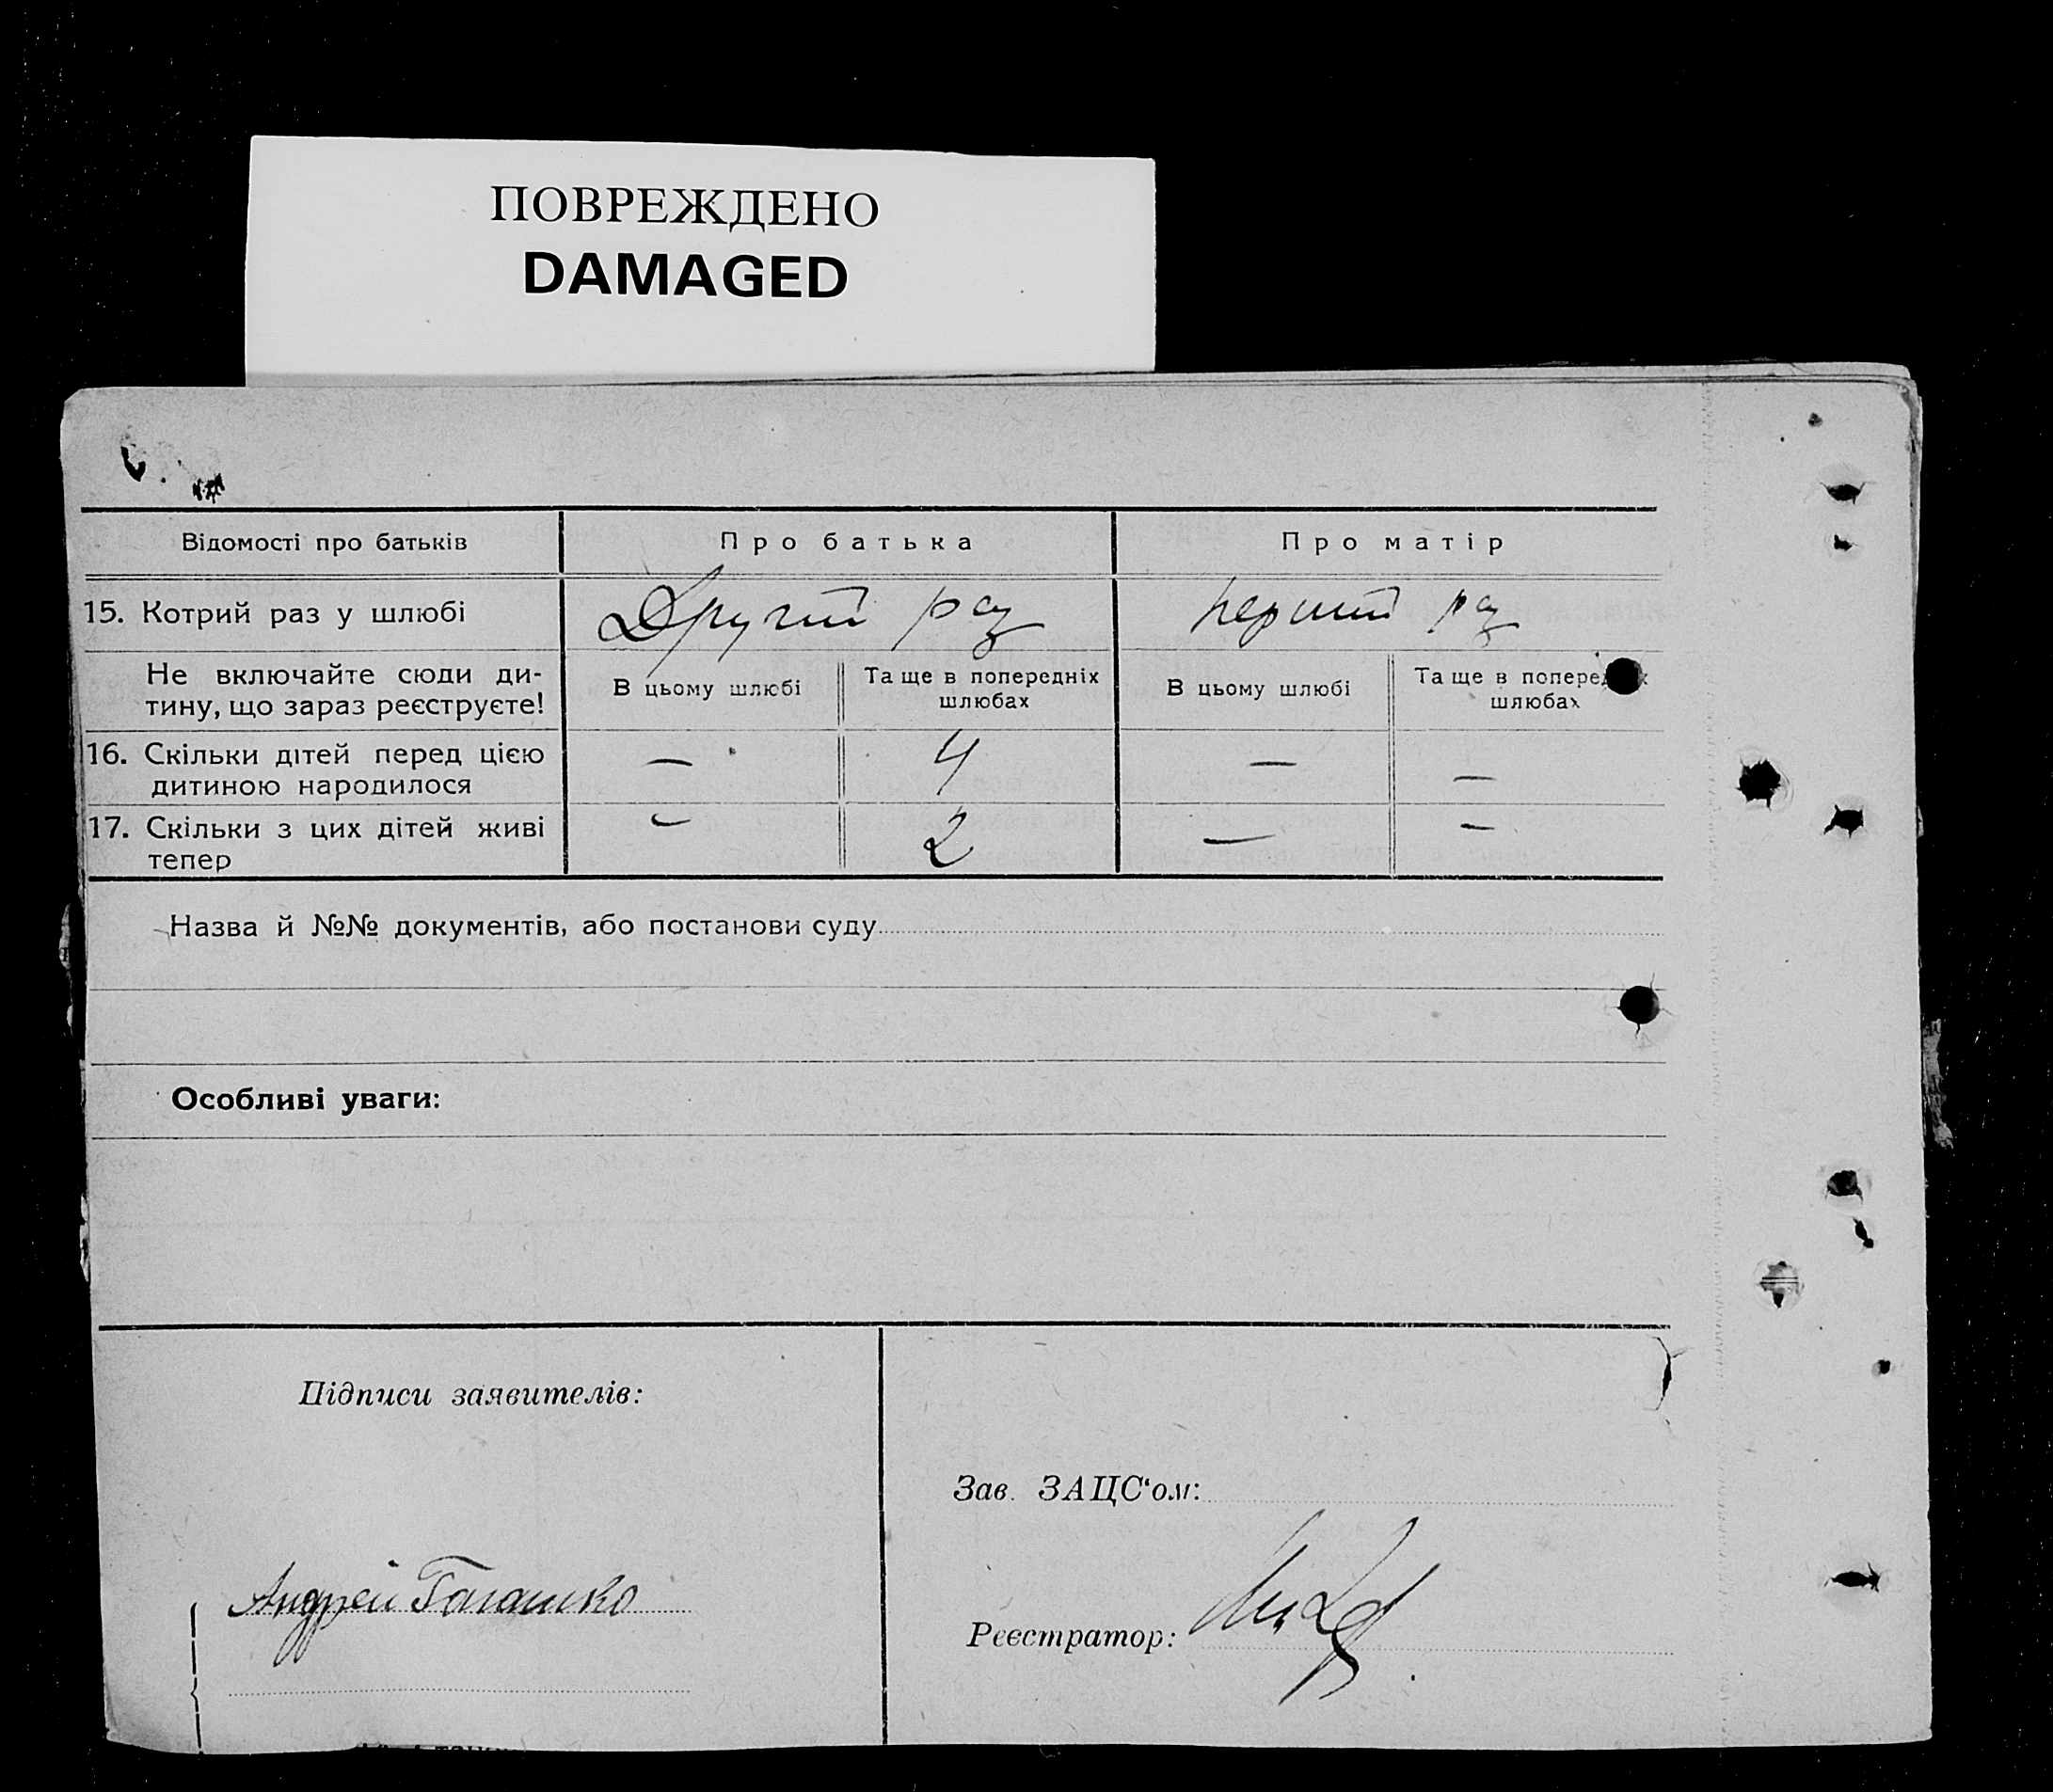 ПОВРЕЖДЕНО
DAMAGED
Відомості про батьків
Про батька
Про матір
15. Котрий раз у шлюбі
Другий раз
перший раз
Не включайте сюди ди-
тину, що зараз реєструєте!
В цьому шлюбі
Та ще в попередніх
шлюбах
В цьому шлюбі
Та ще в попере
шлюбах
16. Скільки дітей перед цією
дитиною народилося
—
4
—
—
17. Скільки з цих дітей живі
тепер
—
2
—
—
Назва й №№ документів, або постанови суду
Особливі уваги:
Підписи заявителів:
Зав. ЗАЦС‘ом:
Андрей
Реєстратор: